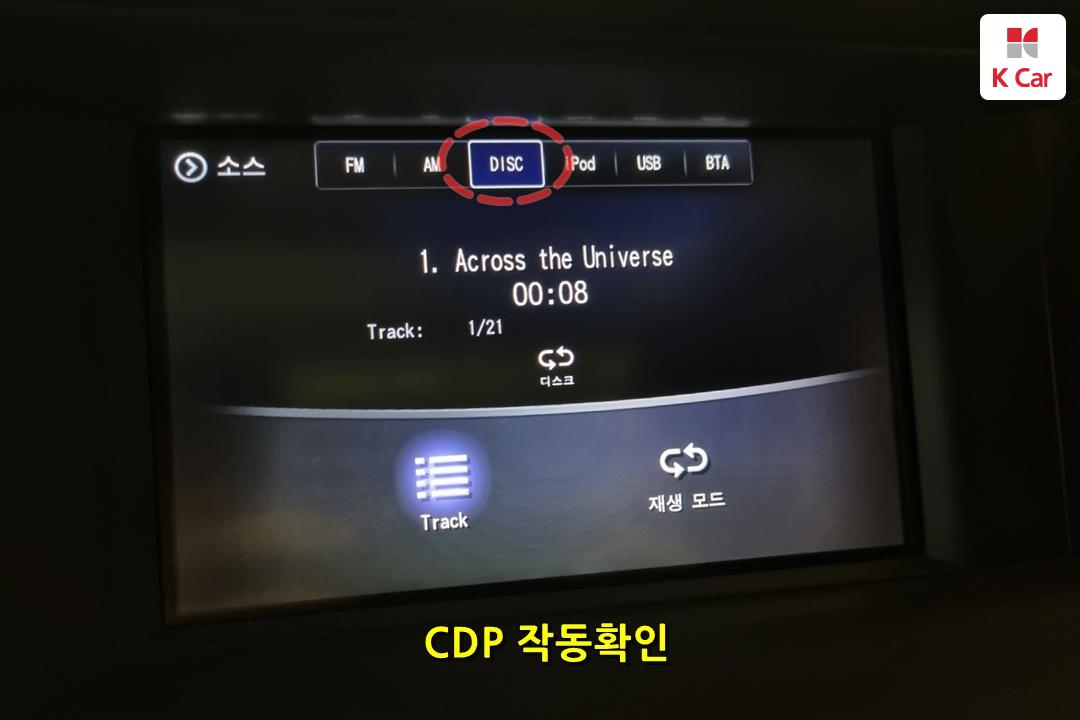 K Car
소스
FM AM DISC iPod USB BTA
1. Across the Universe
00:08
Track: 1/21
디스크
Track
재생 모드
CDP 작동확인